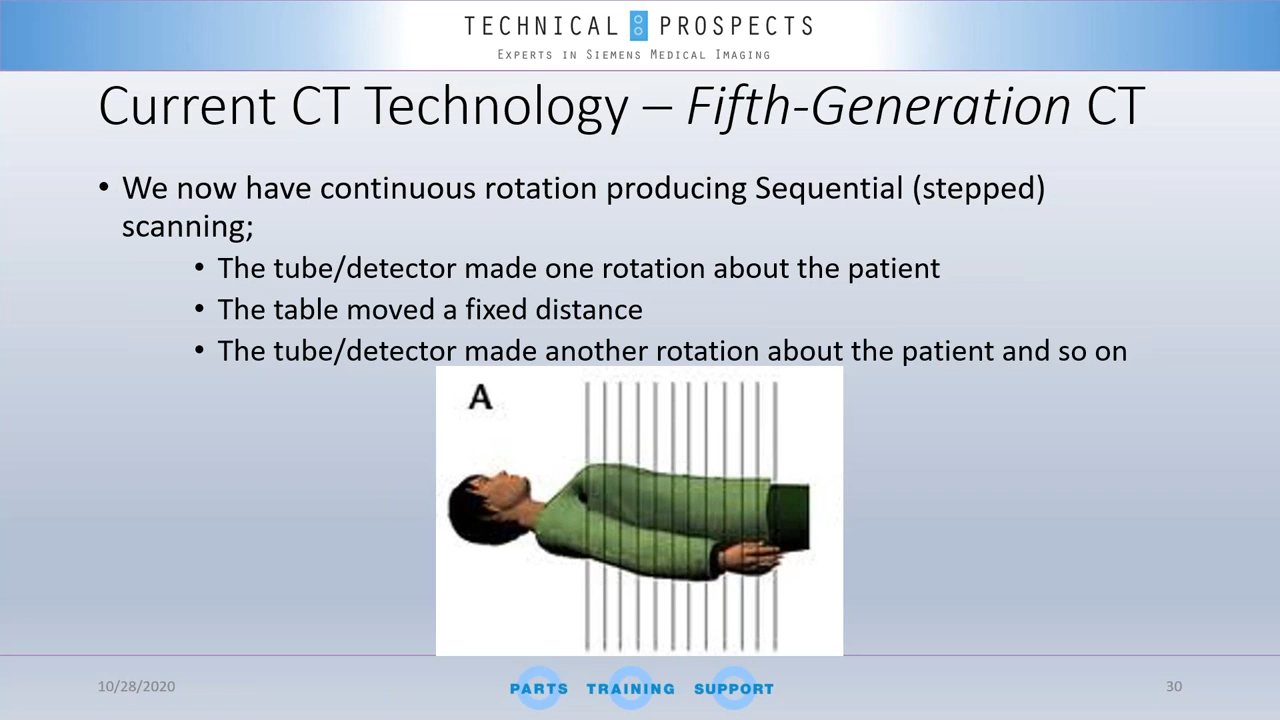 TECHNICAL PROSPECTS
EXPERTS IN SIEMENS MEDICAL IMAGING
Current CT Technology – Fifth-Generation CT
• We now have continuous rotation producing Sequential (stepped)
scanning;
• The tube/detector made one rotation about the patient
• The table moved a fixed distance
• The tube/detector made another rotation about the patient and so on
A
10/28/2020
PARTS TRAINING SUPPORT
30